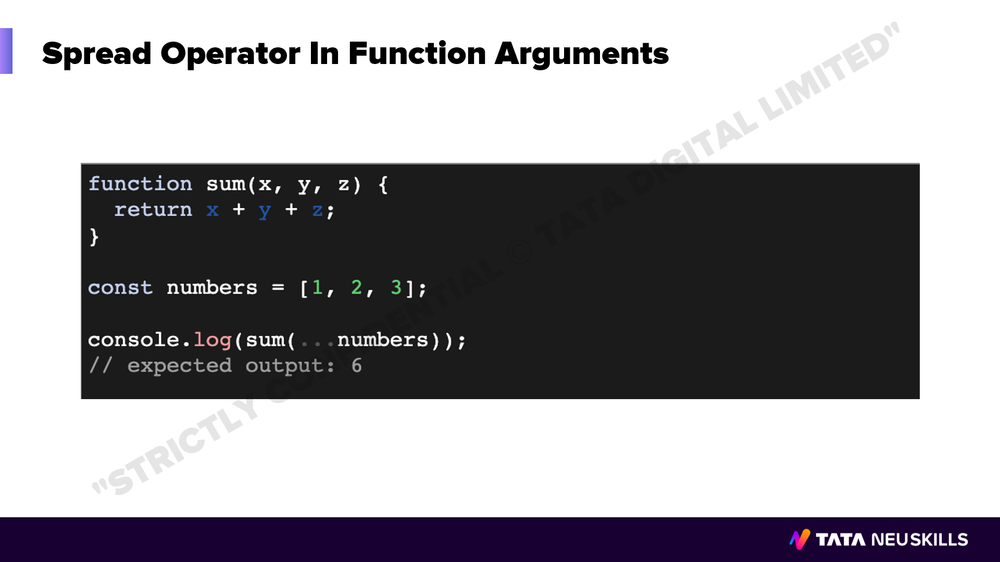 Spread Operator In Function Arguments
function sum(x, y, z) {
  return x + y + z;
}
const numbers = [1, 2, 3];
console.log(sum(...numbers));
// expected output: 6
"STRICTLY CONFIDENTIAL © TATA DIGITAL LIMITED"
TATA NEUSKILLS